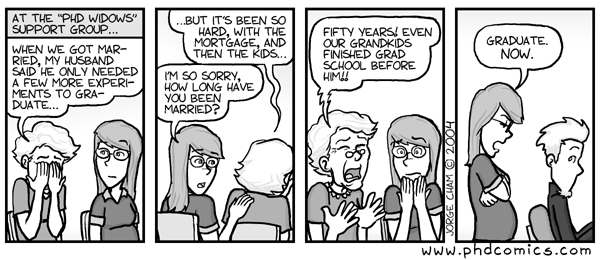 AT THE "PHD WIDOWS"
SUPPORT GROUP...
WHEN WE GOT MAR-
RIED, MY HUSBAND
SAID HE ONLY NEEDED
A FEW MORE EXPERI-
MENTS TO GRA-
DUATE...
...BUT IT'S BEEN SO
HARD, WITH THE
MORTGAGE, AND
THEN THE KIDS...
I'M SO SORRY,
HOW LONG HAVE
YOU BEEN
MARRIED?
FIFTY YEARS! EVEN
OUR GRANDKIDS
FINISHED GRAD
SCHOOL BEFORE
HIM!!
GRADUATE.
NOW.
JORGE CHAM © 2004
www.phdcomics.com